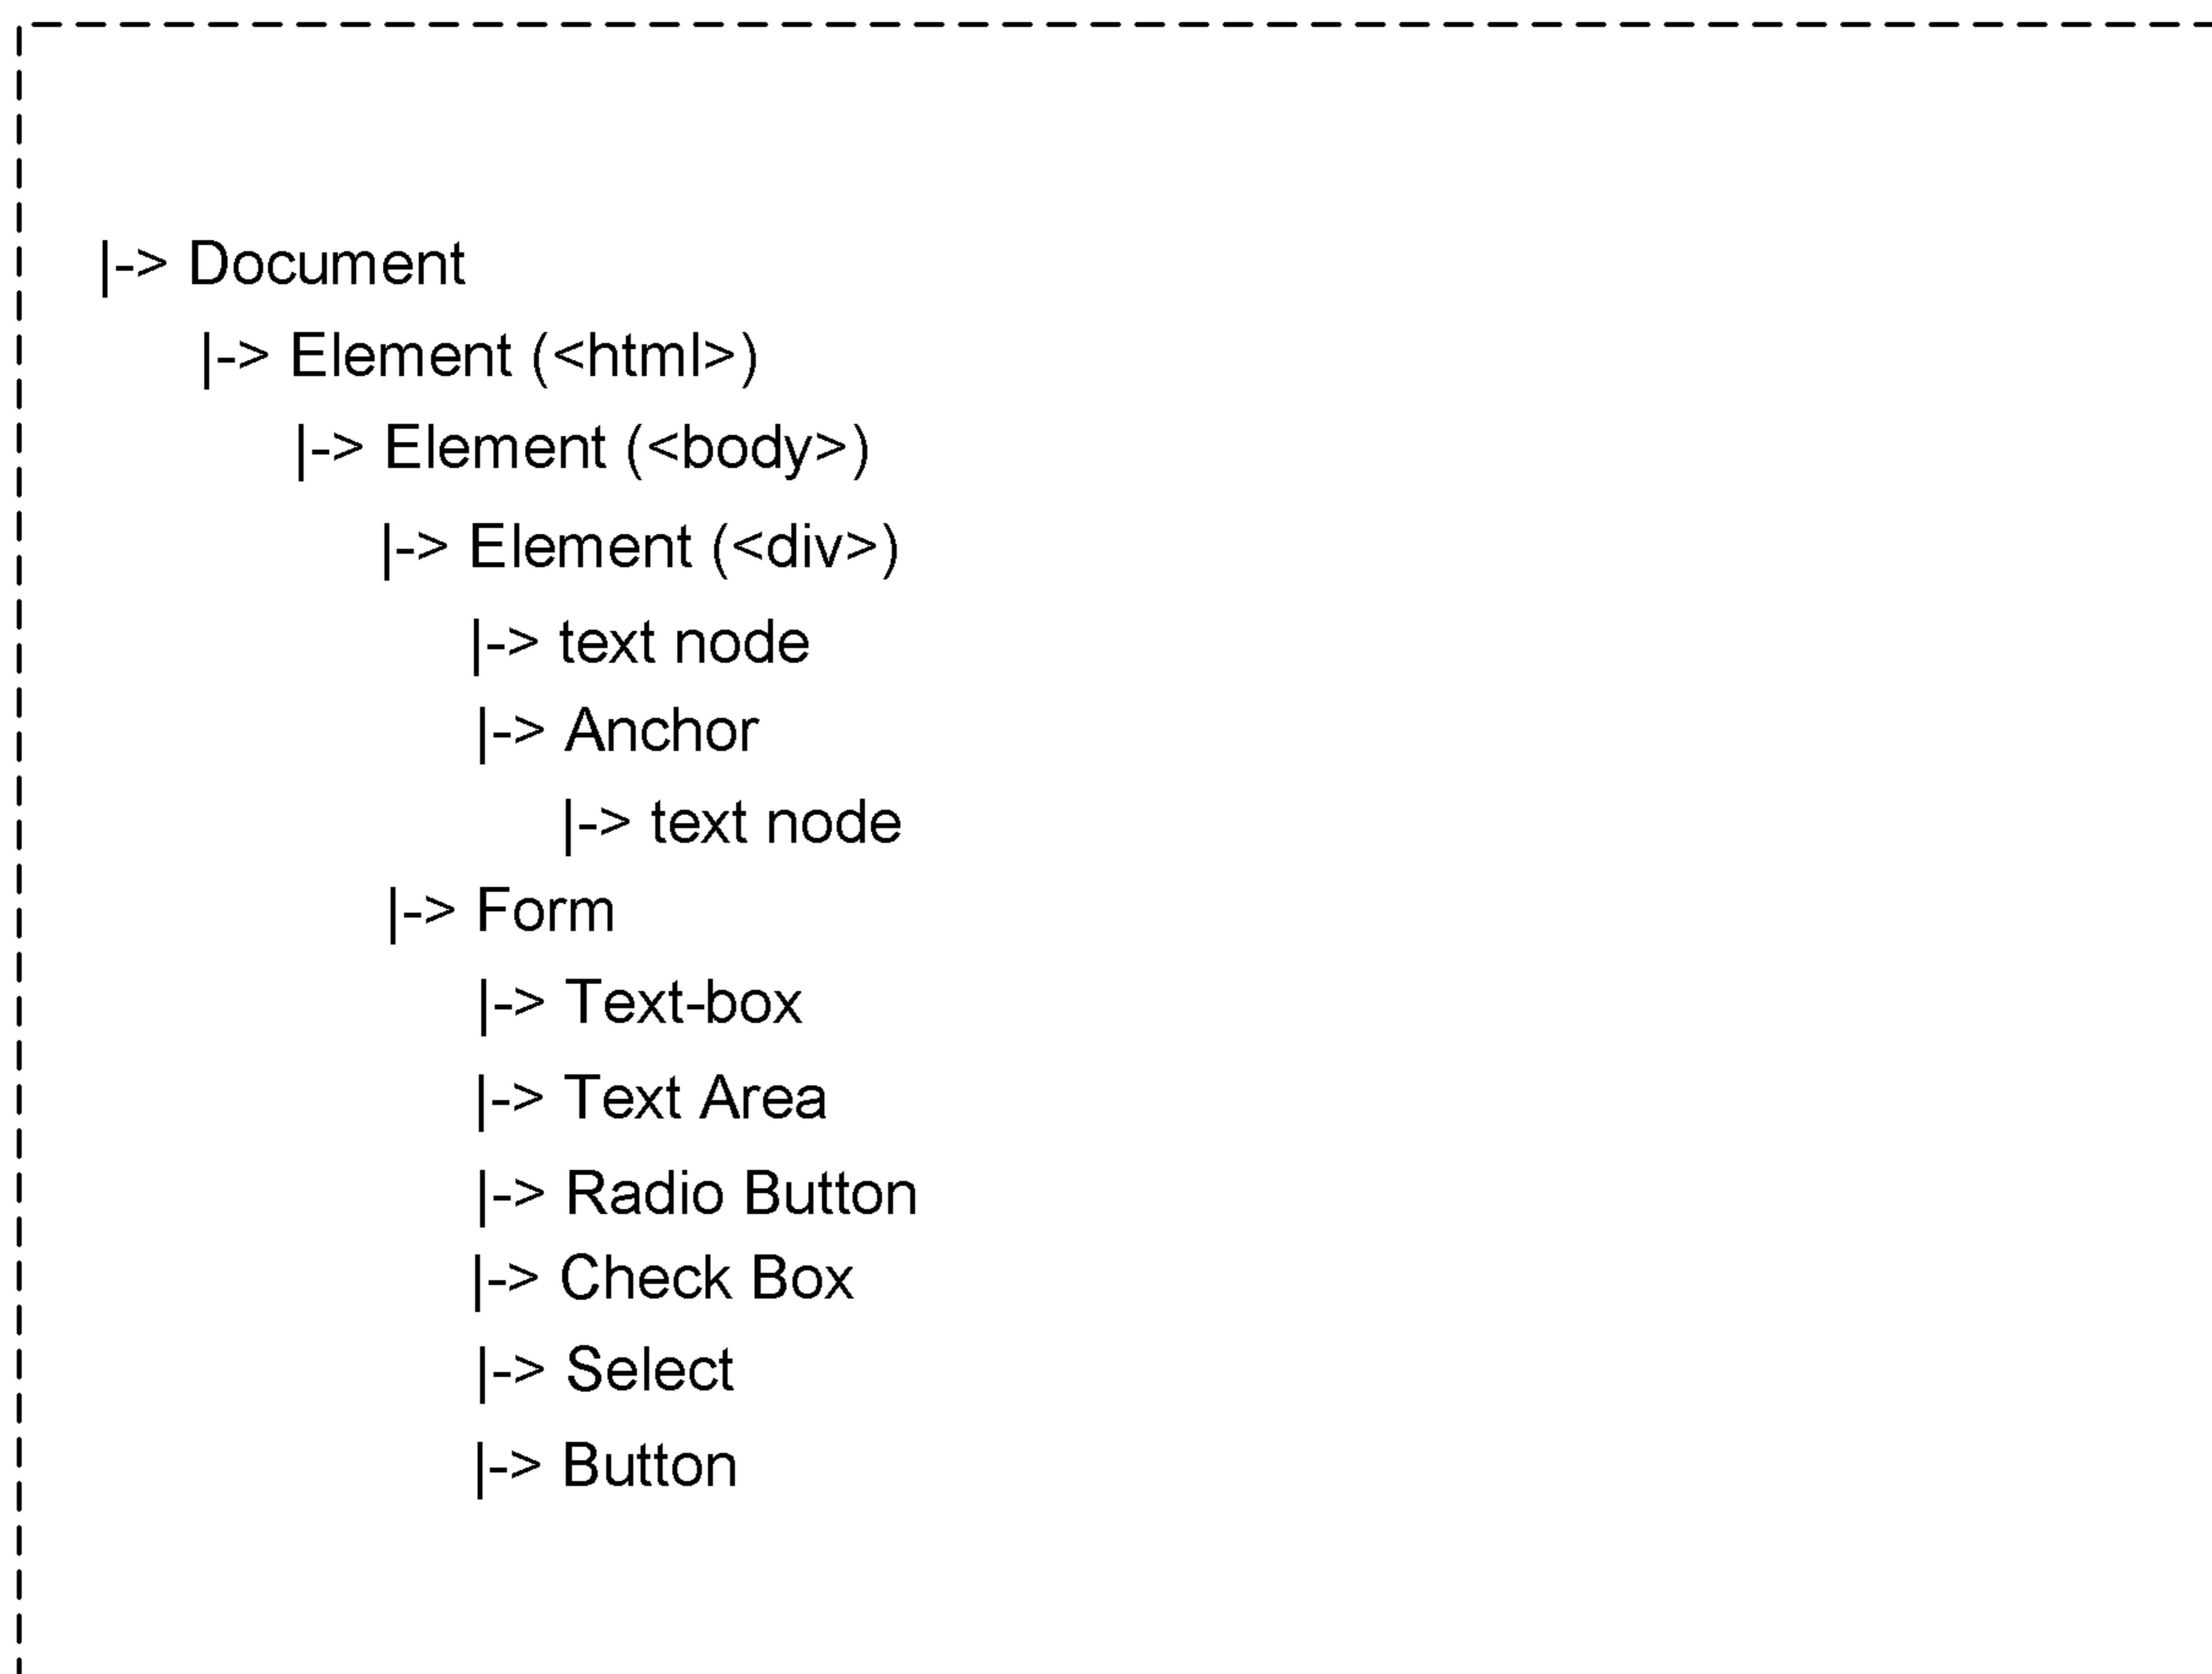 |-> Document
|-> Element (<html>)
|-> Element (<body>)
|-> Element (<div>)
|-> text node
|-> Anchor
|-> text node
|-> Form
|-> Text-box
|-> Text Area
|-> Radio Button
|-> Check Box
|-> Select
|-> Button